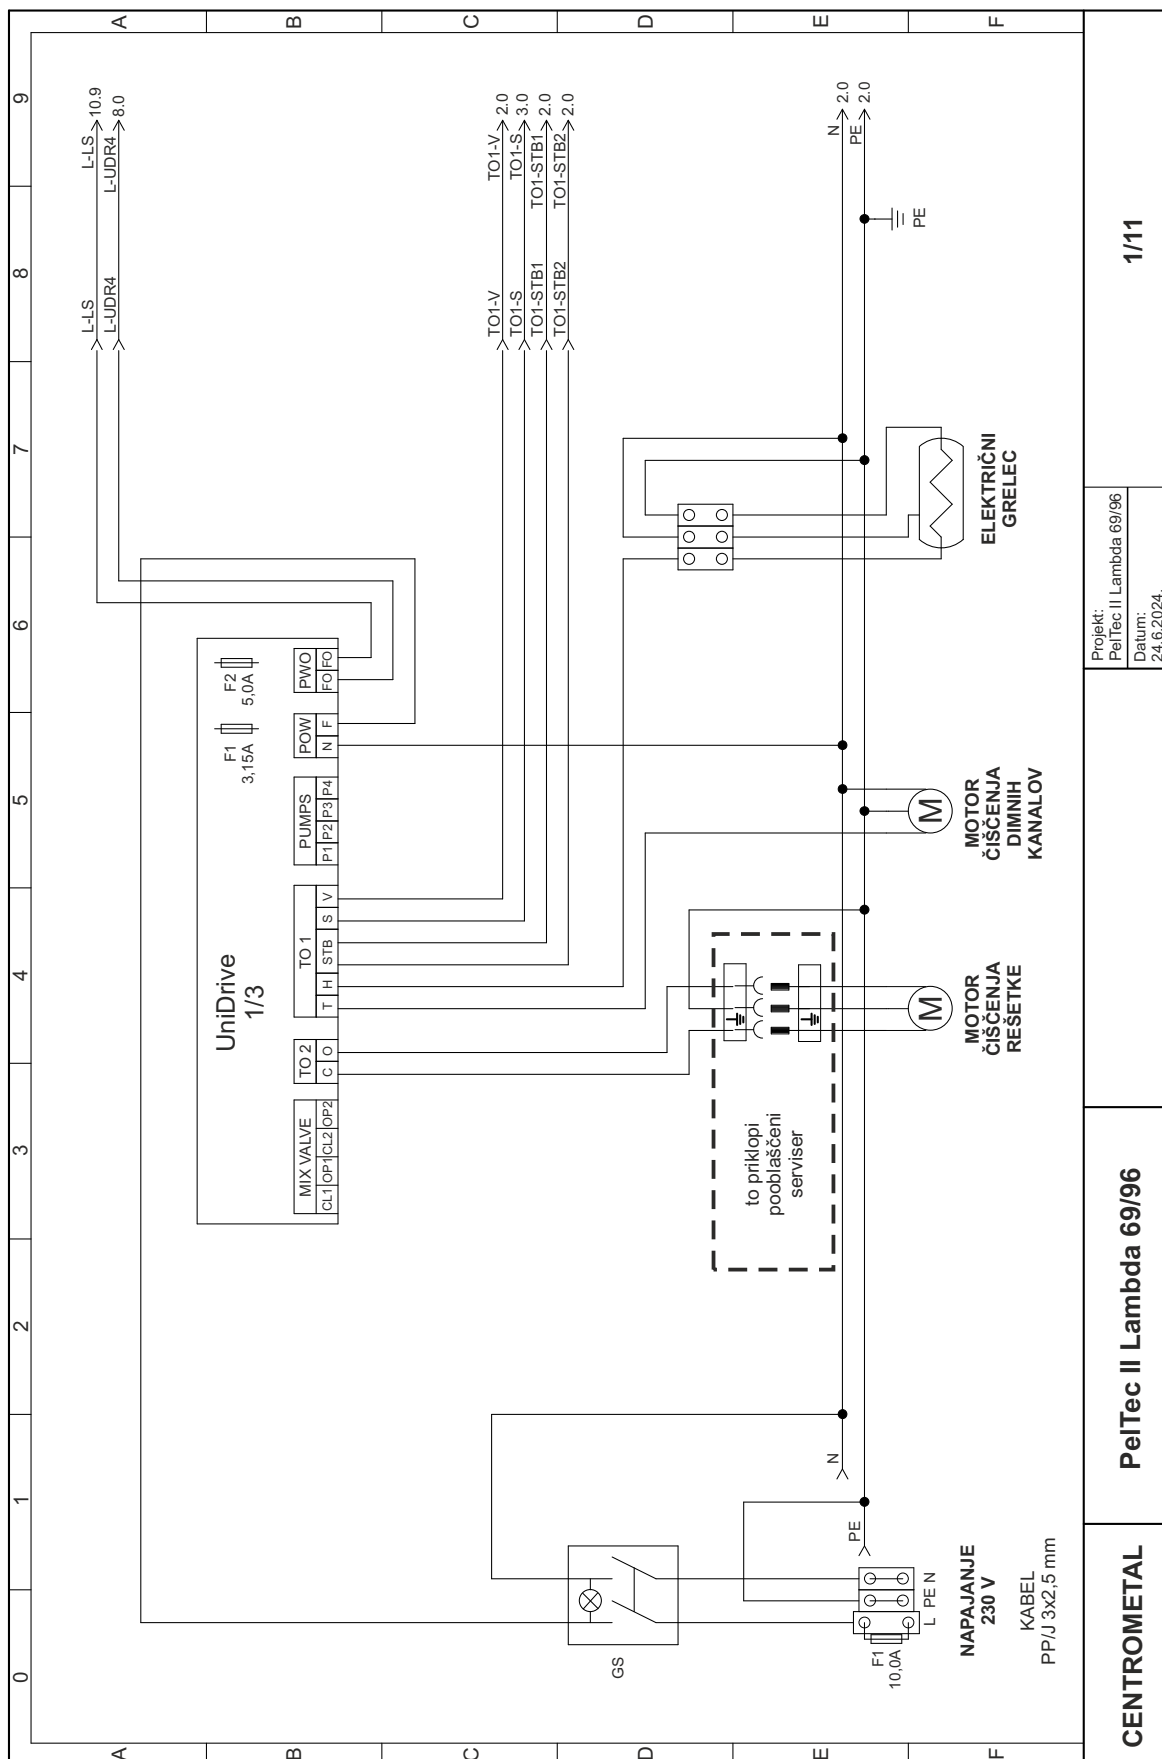 0 1 2 3 4 5 6 7 8 9
A
B
C
D
E
F
A
B
C
D
E
F
L-LS
L-LS
10.9
L-UDR4
L-UDR4
8.0
UniDrive
1/3
F1
3,15A
F2
5,0A
MIX VALVE
CL1 OP1 CL2 OP2
TO 2
C O
TO 1
T H STB S V
PUMPS
P1 P2 P3 P4
POW
N F
PWO
FO FO
TO1-V
TO1-V
2.0
TO1-S
TO1-S
3.0
TO1-STB1
TO1-STB1
2.0
TO1-STB2
TO1-STB2
2.0
GS
to priklopi
pooblaščeni
serviser
N
N
2.0
PE
PE
2.0
PE
F1
10,0A
L PE N
NAPAJANJE
230 V
KABEL
PP/J 3x2,5 mm
M
MOTOR
ČIŠČENJA
REŠETKE
M
MOTOR
ČIŠČENJA
DIMNIH
KANALOV
ELEKTRIČNI
GRELEC
CENTROMETAL
PelTec II Lambda 69/96
Projekt:
PelTec II Lambda 69/96
Datum:
24.6.2024.
1/11